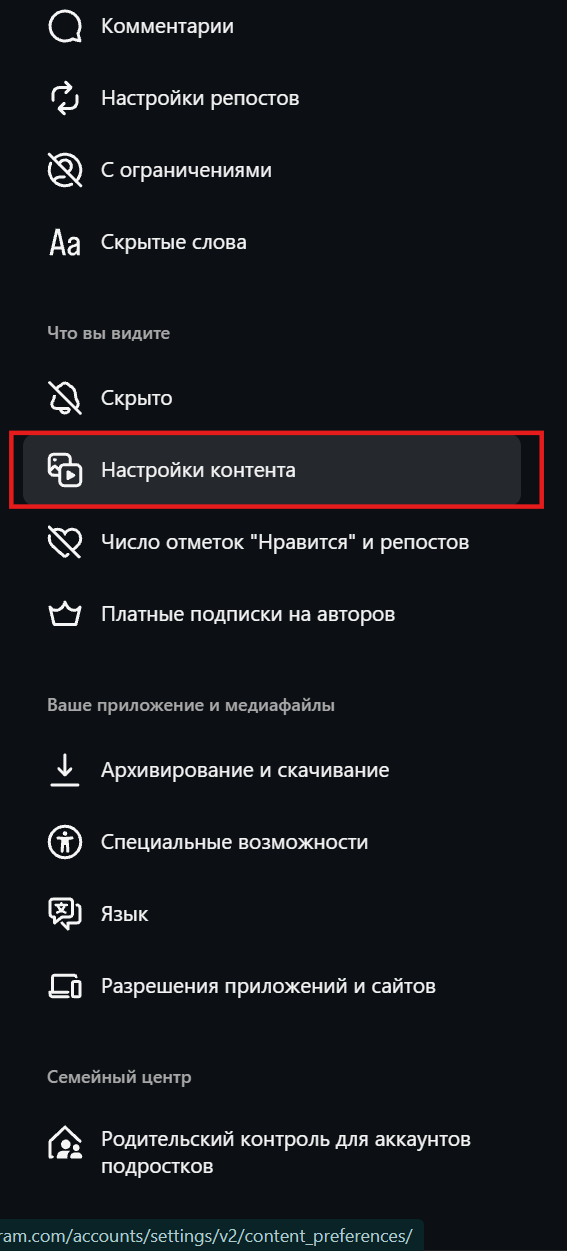 Комментарии
Настройки репостов
С ограничениями
Aa Скрытые слова
Что вы видите
Скрыто
Настройки контента
Число отметок "Нравится" и репостов
Платные подписки на авторов
Ваше приложение и медиафайлы
Архивирование и скачивание
Специальные возможности
Язык
Разрешения приложений и сайтов
Семейный центр
Родительский контроль для аккаунтов
подростков
ram.com/accounts/settings/v2/content_preferences/